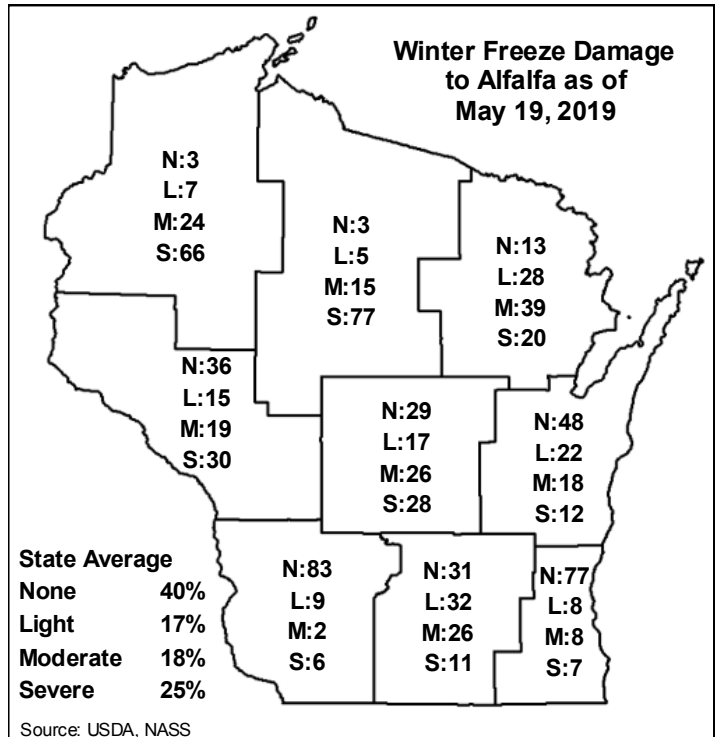 Winter Freeze Damage
to Alfalfa as of
May 19, 2019
N:3
L:7
M:24
S:66
N:3
L:5
M:15
S:77
N:13
L:28
M:39
S:20
N:36
L:15
M:19
S:30
N:29
L:17
M:26
S:28
N:48
L:22
M:18
S:12
N:83
L:9
M:2
S:6
N:31
L:32
M:26
S:11
N:77
L:8
M:8
S:7
State Average
None 40%
Light 17%
Moderate 18%
Severe 25%
Source: USDA, NASS